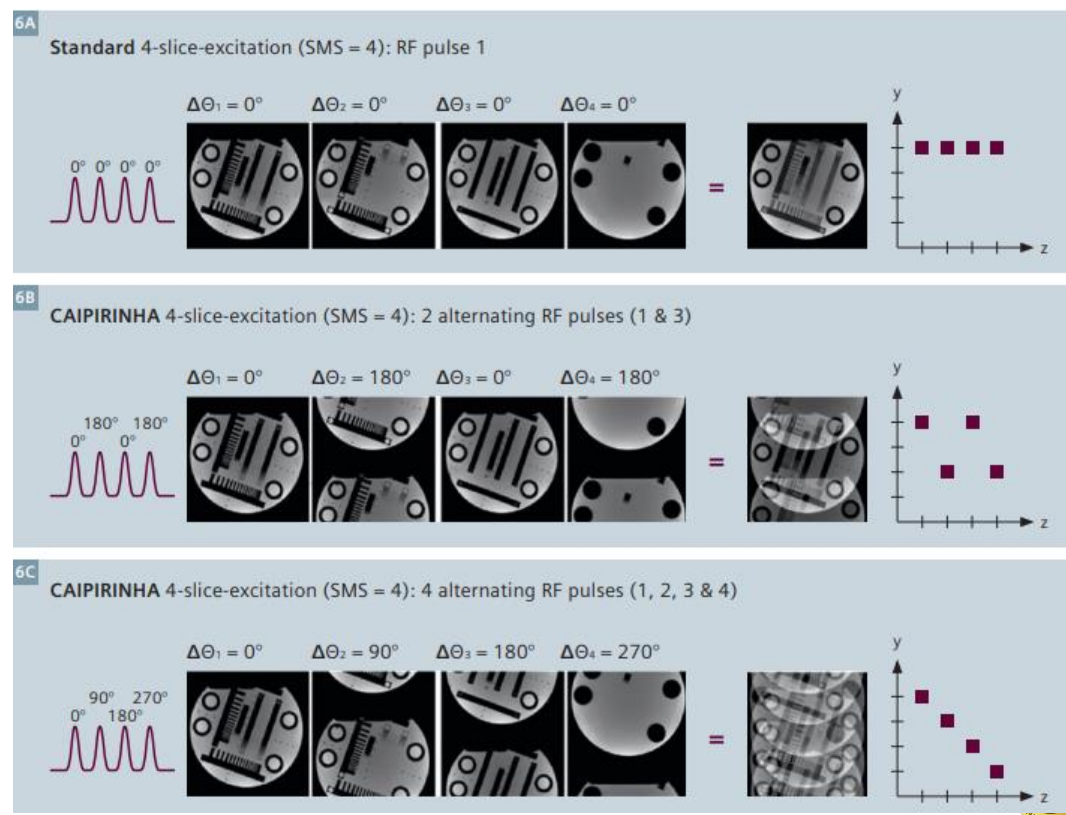 6A
Standard 4-slice-excitation (SMS = 4): RF pulse 1
ΔΘ₁ = 0° ΔΘ₂ = 0° ΔΘ₃ = 0° ΔΘ₄ = 0°
y
0° 0° 0° 0°
=
z
6B
CAIPIRINHA 4-slice-excitation (SMS = 4): 2 alternating RF pulses (1 & 3)
ΔΘ₁ = 0° ΔΘ₂ = 180° ΔΘ₃ = 0° ΔΘ₄ = 180°
y
180° 180°
0° 0°
=
z
6C
CAIPIRINHA 4-slice-excitation (SMS = 4): 4 alternating RF pulses (1, 2, 3 & 4)
ΔΘ₁ = 0° ΔΘ₂ = 90° ΔΘ₃ = 180° ΔΘ₄ = 270°
y
90° 270°
0° 180°
=
z